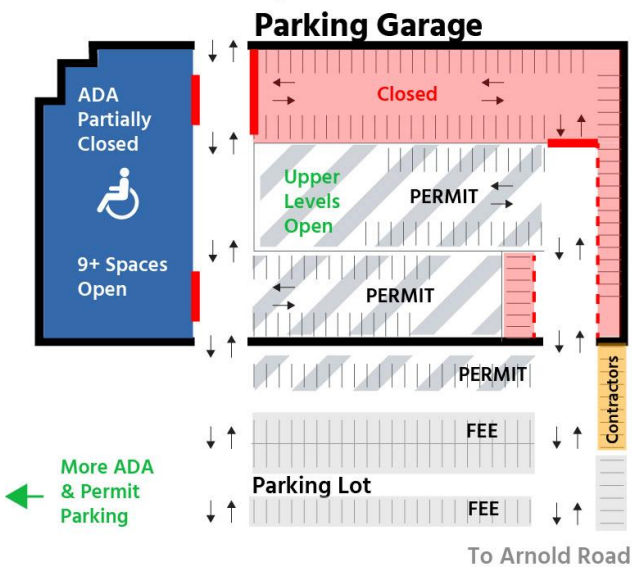 Parking Garage
ADA
Partially
Closed
9+ Spaces
Open
Closed
Upper
Levels
Open
PERMIT
PERMIT
PERMIT
Contractors
FEE
More ADA
& Permit
Parking
Parking Lot
FEE
To Arnold Road